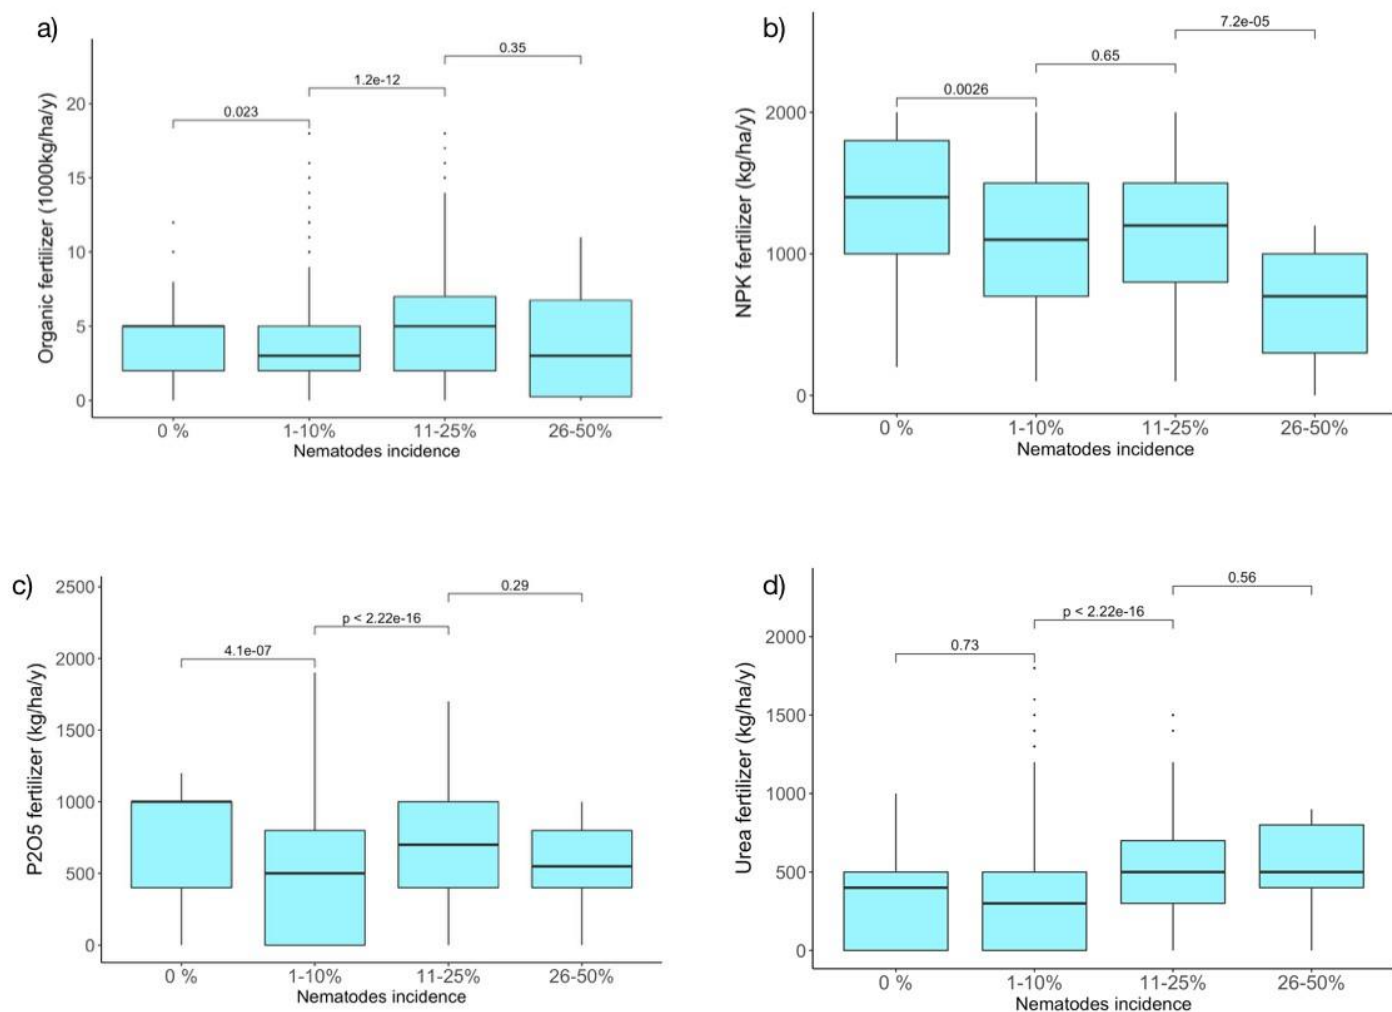 a)
0.35
1.2e-12
0.023
Organic fertilizer (1000kg/ha/y)
20
15
10
5
0
0 %
1-10%
11-25%
26-50%
Nematodes incidence
b)
7.2e-05
0.65
0.0026
NPK fertilizer (kg/ha/y)
2000
1000
0
0 %
1-10%
11-25%
26-50%
Nematodes incidence
c)
0.29
p < 2.22e-16
4.1e-07
P2O5 fertilizer (kg/ha/y)
2500
2000
1500
1000
500
0
0 %
1-10%
11-25%
26-50%
Nematodes incidence
d)
0.56
p < 2.22e-16
0.73
Urea fertilizer (kg/ha/y)
2000
1500
1000
500
0
0 %
1-10%
11-25%
26-50%
Nematodes incidence